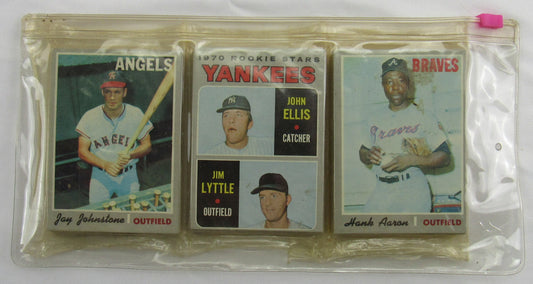 ANGELS
ANGELS
Jay Johnstone OUTFIELD
1970 ROOKIE STARS
YANKEES
JOHN
ELLIS
CATCHER
JIM
LYTTLE
OUTFIELD
BRAVES
A
Braves
Hank Aaron OUTFIELD